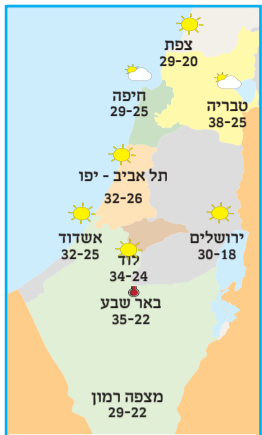 צפת
29-20
חיפה
29-25
טבריה
38-25
תל אביב - יפו
32-26
אשדוד
32-25
ירושלים
30-18
לוד
34-24
באר שבע
35-22
מצפה רמון
29-22